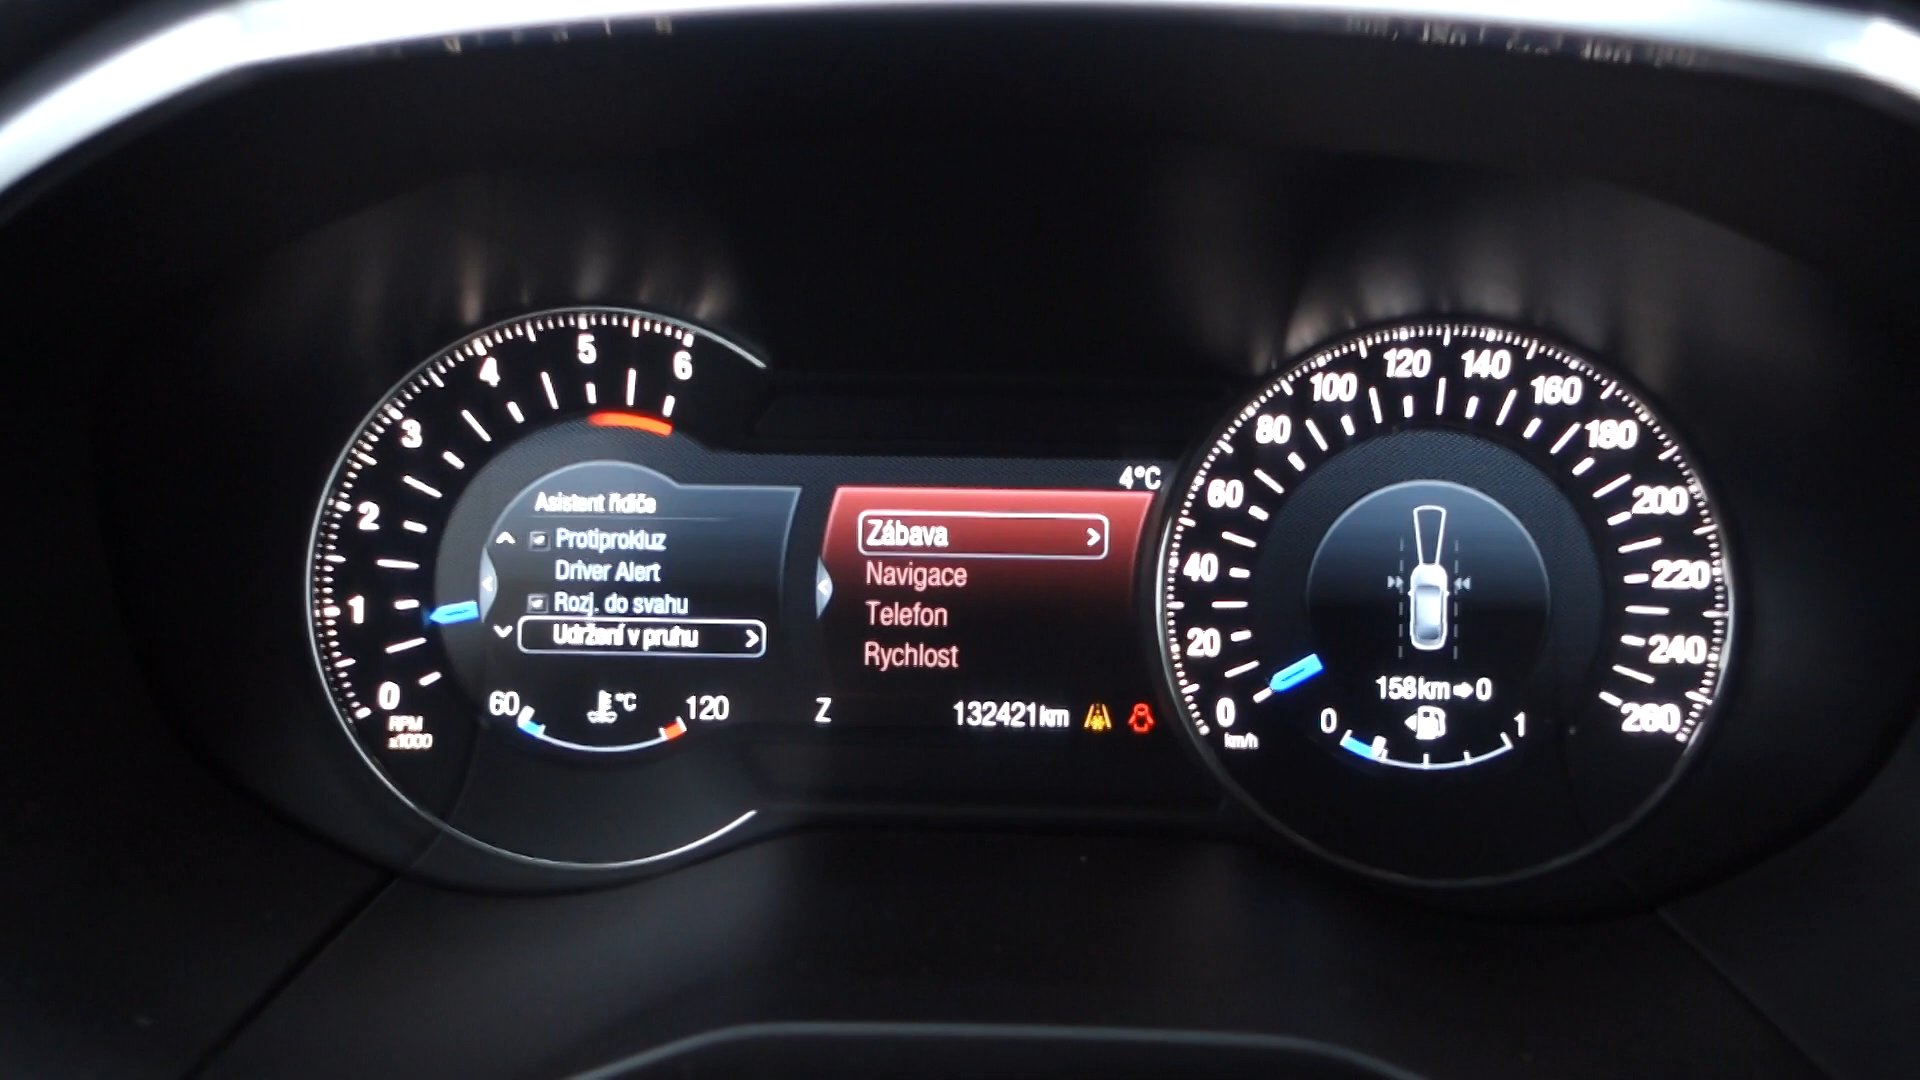 0
1
2
3
4
5
6
RPM
x1000
Asistent řidiče
Protiprokluz
Driver Alert
Rozj. do svahu
Udržení v pruhu
60
°C
120
4°C
Zábava
Navigace
Telefon
Rychlost
Z
132421km
0
20
40
60
80
100
120
140
160
180
200
220
240
260
km/h
158km➡0
0
1